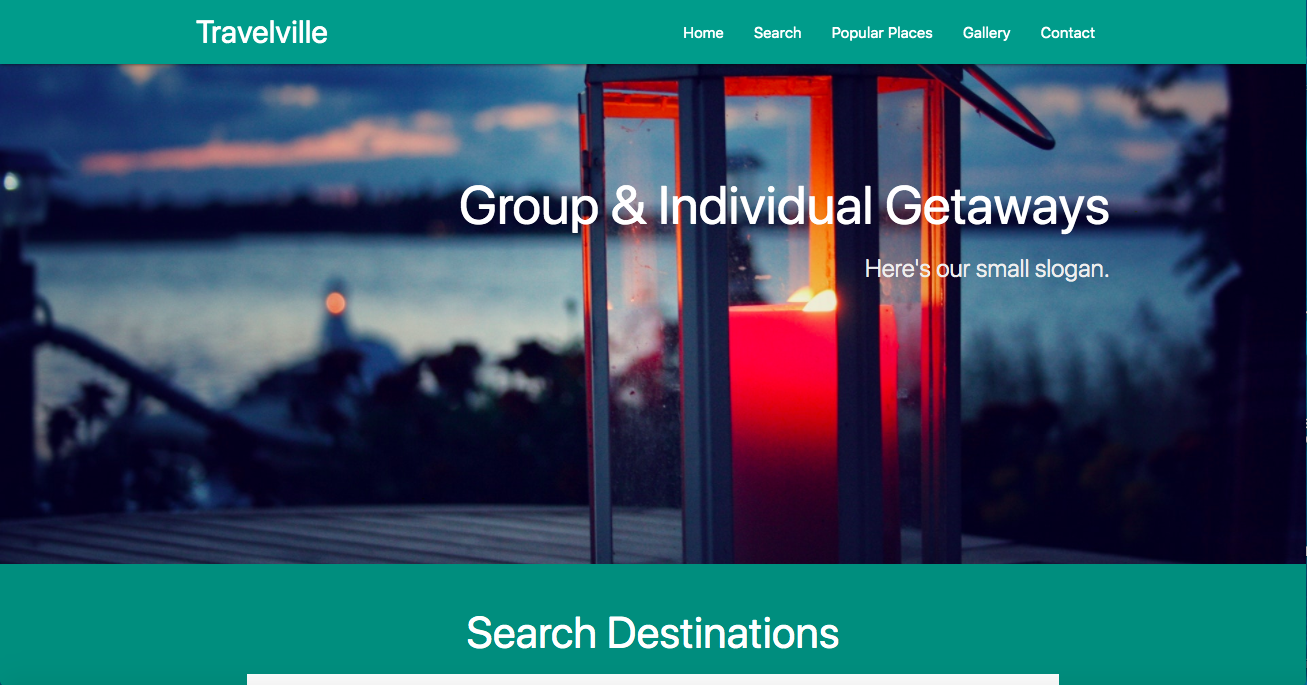 Travelville
Home Search Popular Places Gallery Contact
Group & Individual Getaways
Here's our small slogan.
Search Destinations